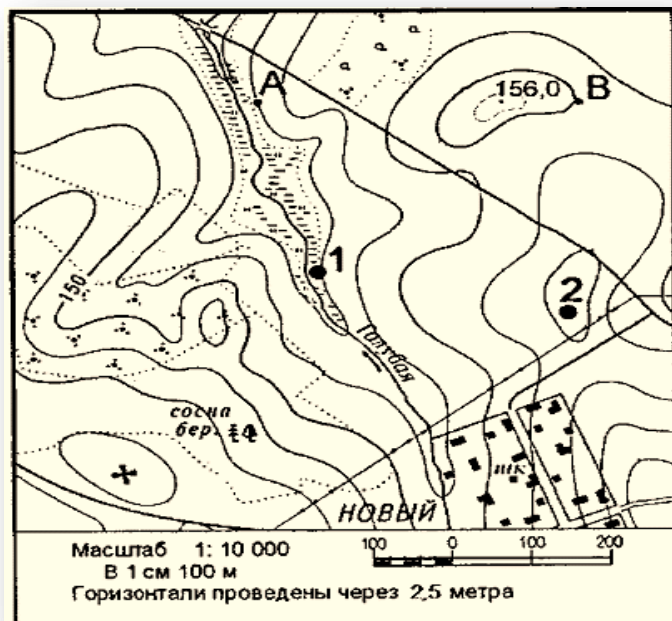 А
156,0
В
1
150
2
Голубая
сосна
бер.
шк
НОВЫЙ
Масштаб 1: 10 000
В 1 см 100 м
100 0 100 200
Горизонтали проведены через 2,5 метра